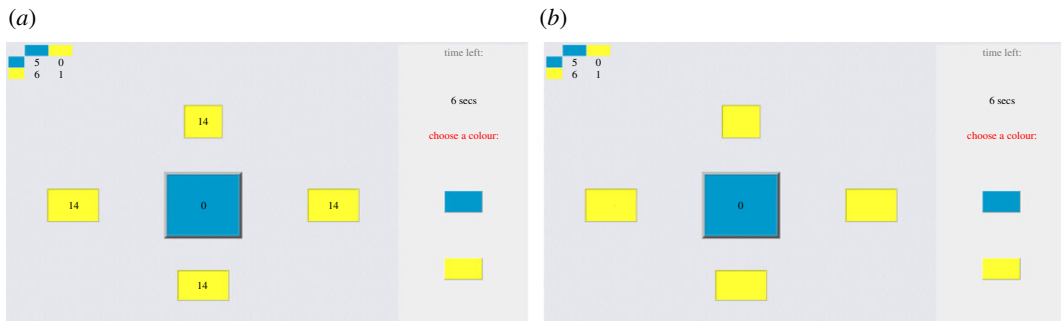 (a)
time left:
5 0
6 1
6 secs
14
choose a colour:
14 0 14
14
(b)
time left:
5 0
6 1
6 secs
choose a colour:
0